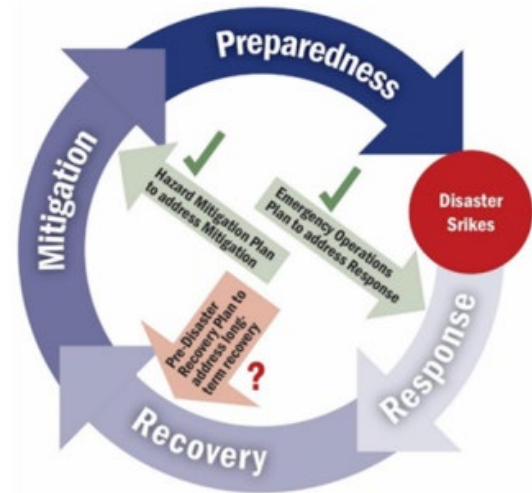 Preparedness
Disaster
Srikes
Response
Recovery
Mitigation
Hazard Mitigation Plan
to address Mitigation
Emergency Operations
Plan to address Response
Pre-Disaster
Recovery Plan to
address long-
term recovery
?